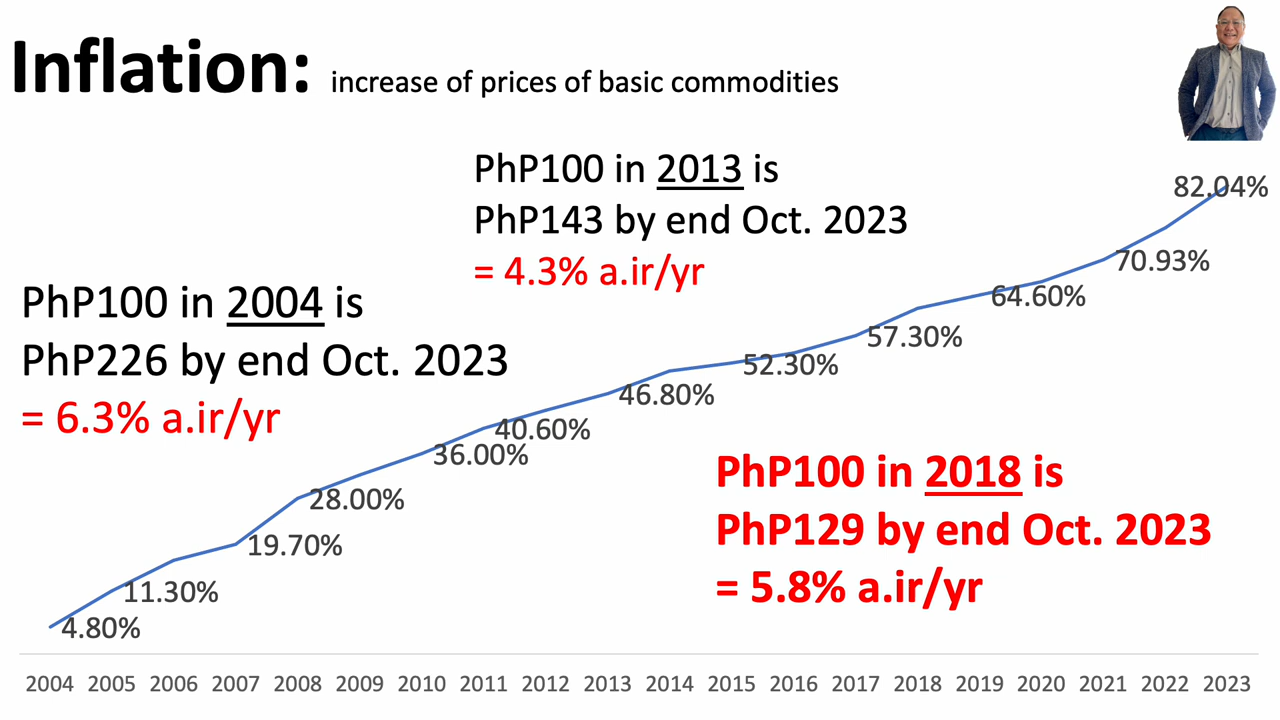 Inflation: increase of prices of basic commodities
PhP100 in 2013 is
PhP143 by end Oct. 2023
= 4.3% a.ir/yr
PhP100 in 2004 is
PhP226 by end Oct. 2023
= 6.3% a.ir/yr
PhP100 in 2018 is
PhP129 by end Oct. 2023
= 5.8% a.ir/yr
4.80%
11.30%
19.70%
28.00%
36.00%
40.60%
46.80%
52.30%
57.30%
64.60%
70.93%
82.04%
2004 2005 2006 2007 2008 2009 2010 2011 2012 2013 2014 2015 2016 2017 2018 2019 2020 2021 2022 2023